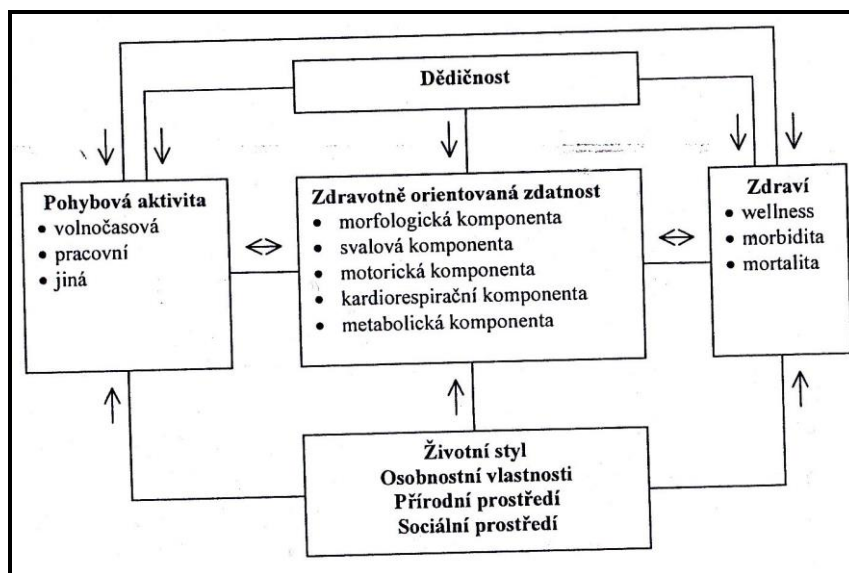 Dědičnost
Pohybová aktivita
• volnočasová
• pracovní
• jiná
Zdravotně orientovaná zdatnost
• morfologická komponenta
• svalová komponenta
• motorická komponenta
• kardiorespirační komponenta
• metabolická komponenta
Zdraví
• wellness
• morbidita
• mortalita
Životní styl
Osobnostní vlastnosti
Přírodní prostředí
Sociální prostředí